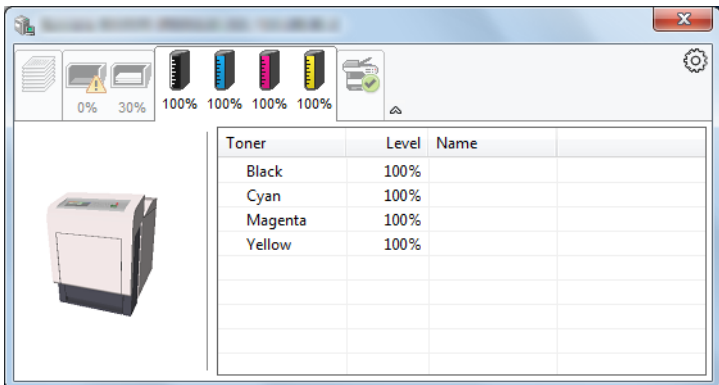 0% 30% 100% 100% 100% 100%
Toner Level Name
Black 100%
Cyan 100%
Magenta 100%
Yellow 100%